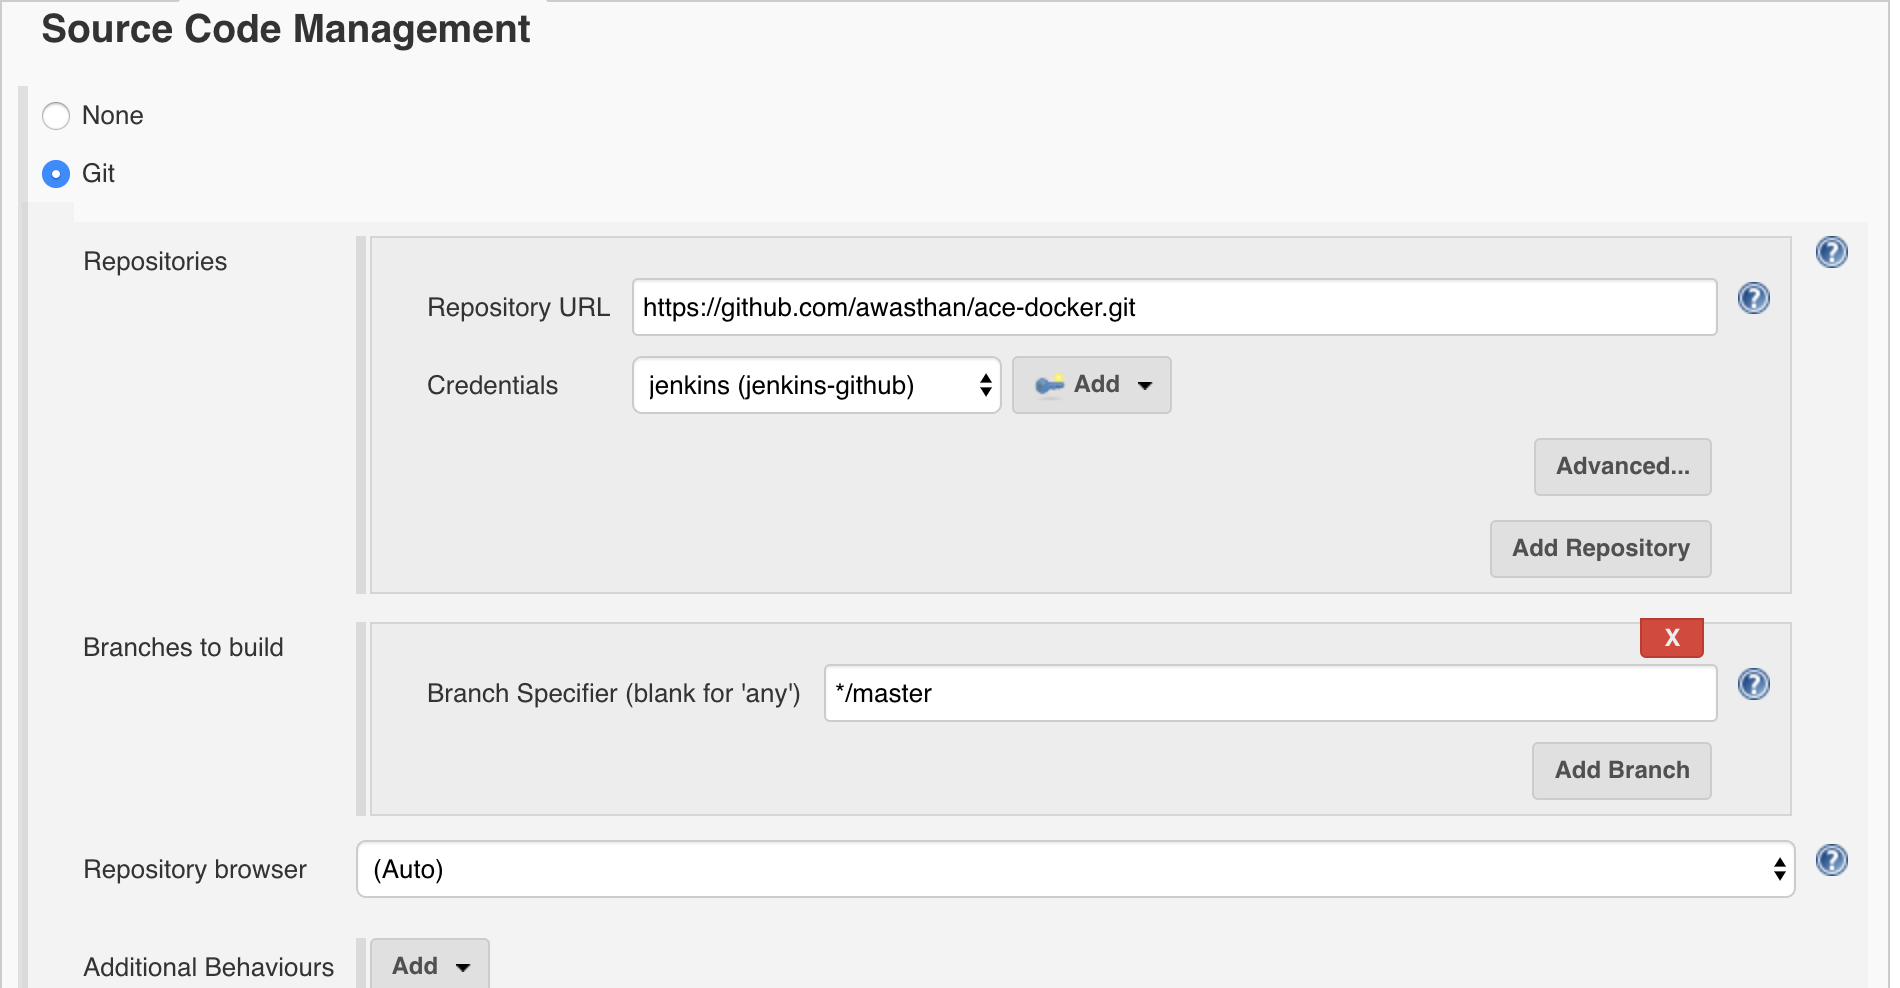 Source Code Management
None
Git
Repositories
?
Repository URL https://github.com/awasthan/ace-docker.git ?
Credentials jenkins (jenkins-github) Add
Advanced...
Add Repository
Branches to build
X
Branch Specifier (blank for 'any') */master ?
Add Branch
Repository browser (Auto) ?
Additional Behaviours Add